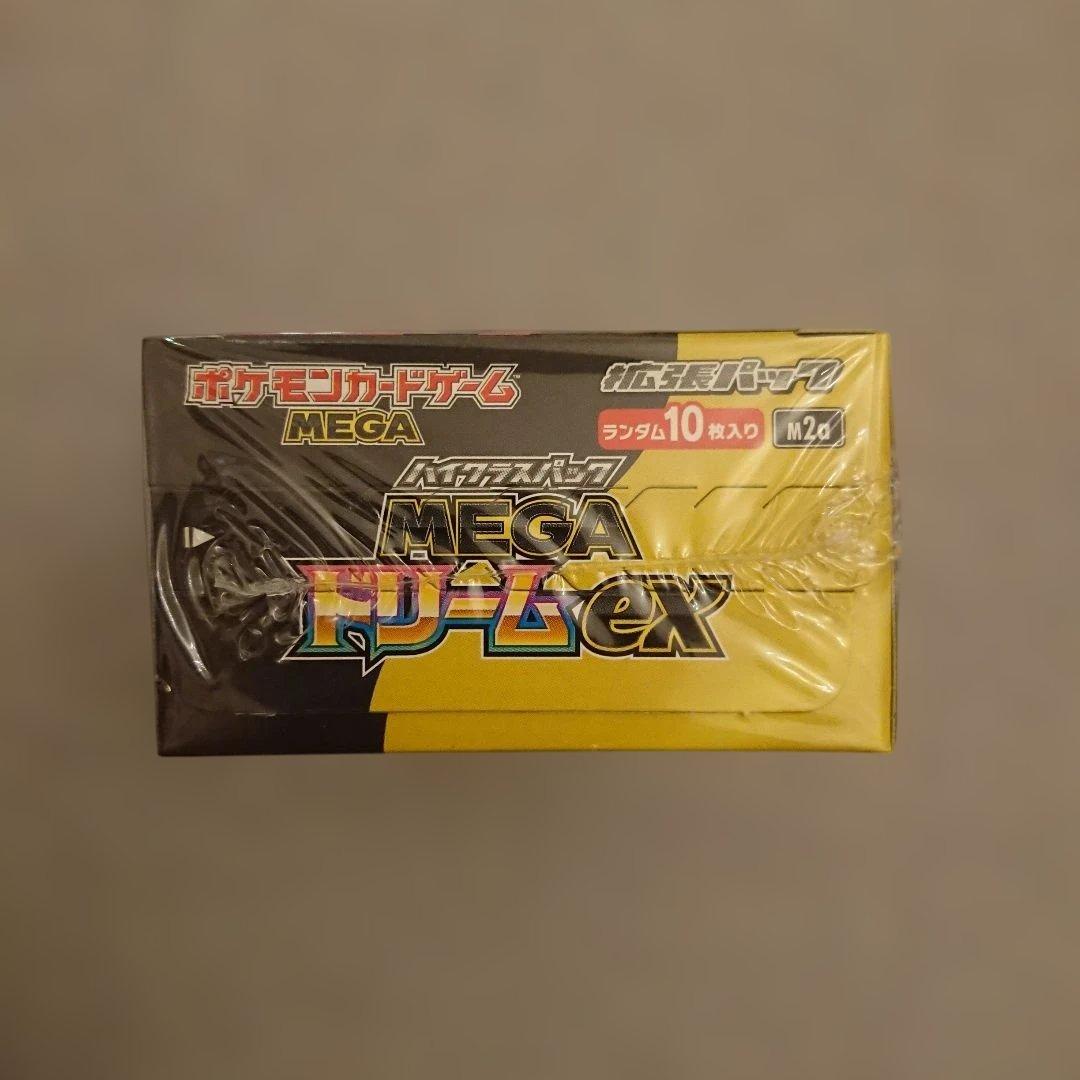 ポケモンカードゲーム™
MEGA
拡張パック
ランダム10枚入り
M2a
ハイクラスパック
MEGA
ドリームex